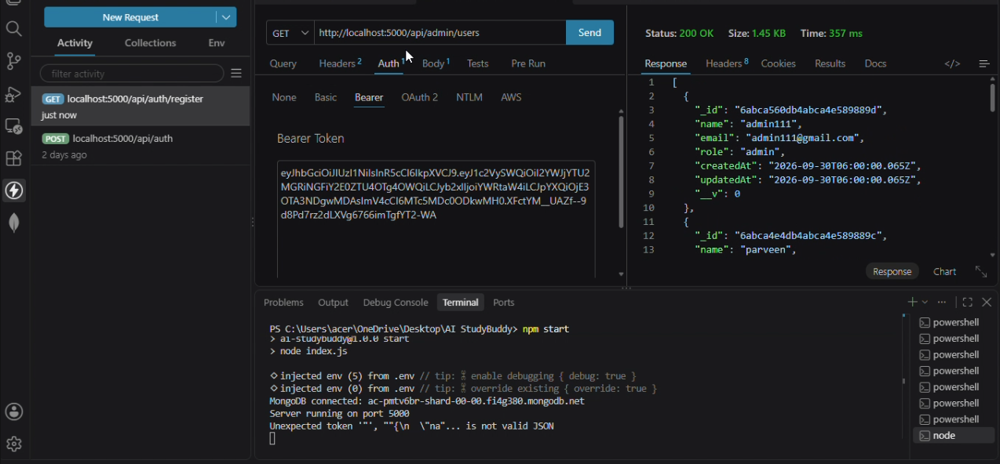 New Request
Activity Collections Env
filter activity
GET localhost:5000/api/auth/register
just now
POST localhost:5000/api/auth
2 days ago
GET http://localhost:5000/api/admin/users Send
Query Headers 2 Auth 1 Body 1 Tests Pre Run
None Basic Bearer OAuth 2 NTLM AWS
Bearer Token
Status: 200 OK Size: 1.45 KB Time: 357 ms
Response Headers 8 Cookies Results Docs </>
1 [
2 {
3 "_id": "6abca560db4abca4e589889d",
4 "name": "admin111",
5 "email": "admin111@gmail.com",
6 "role": "admin",
7 "createdAt": "2026-09-30T06:00:00.065Z",
8 "updatedAt": "2026-09-30T06:00:00.065Z",
9 "__v": 0
10 },
11 {
12 "_id": "6abca4e4db4abca4e589889c",
13 "name": "parveen",
Response Chart
Problems Output Debug Console Terminal Ports
PS C:\Users\acer\OneDrive\Desktop\AI StudyBuddy> npm start
> ai-studybuddy@1.0.0 start
> node index.js
◇ injected env (5) from .env // tip: enable debugging { debug: true }
◇ injected env (0) from .env // tip: override existing { override: true }
MongoDB connected: ac-pmtv6br-shard-00-00.fi4g380.mongodb.net
Server running on port 5000
Unexpected token '"', ""{\n \"na"... is not valid JSON
powershell
powershell
powershell
powershell
powershell
powershell
powershell
node